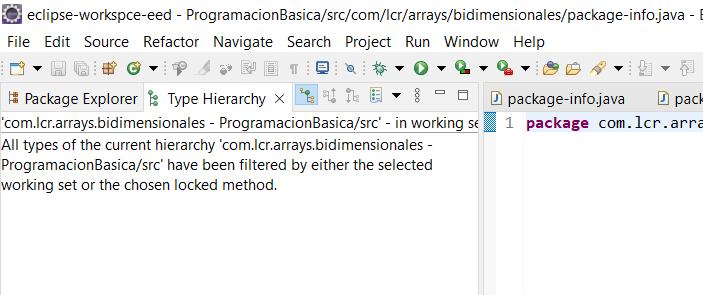 eclipse-workspce-eed - ProgramacionBasica/src/com/lcr/arrays/bidimensionales/package-info.java - E
File Edit Source Refactor Navigate Search Project Run Window Help
Package Explorer Type Hierarchy package-info.java pack
'com.lcr.arrays.bidimensionales - ProgramacionBasica/src' - in working se
1 package com.lcr.arra
All types of the current hierarchy 'com.lcr.arrays.bidimensionales -
ProgramacionBasica/src' have been filtered by either the selected
working set or the chosen locked method.